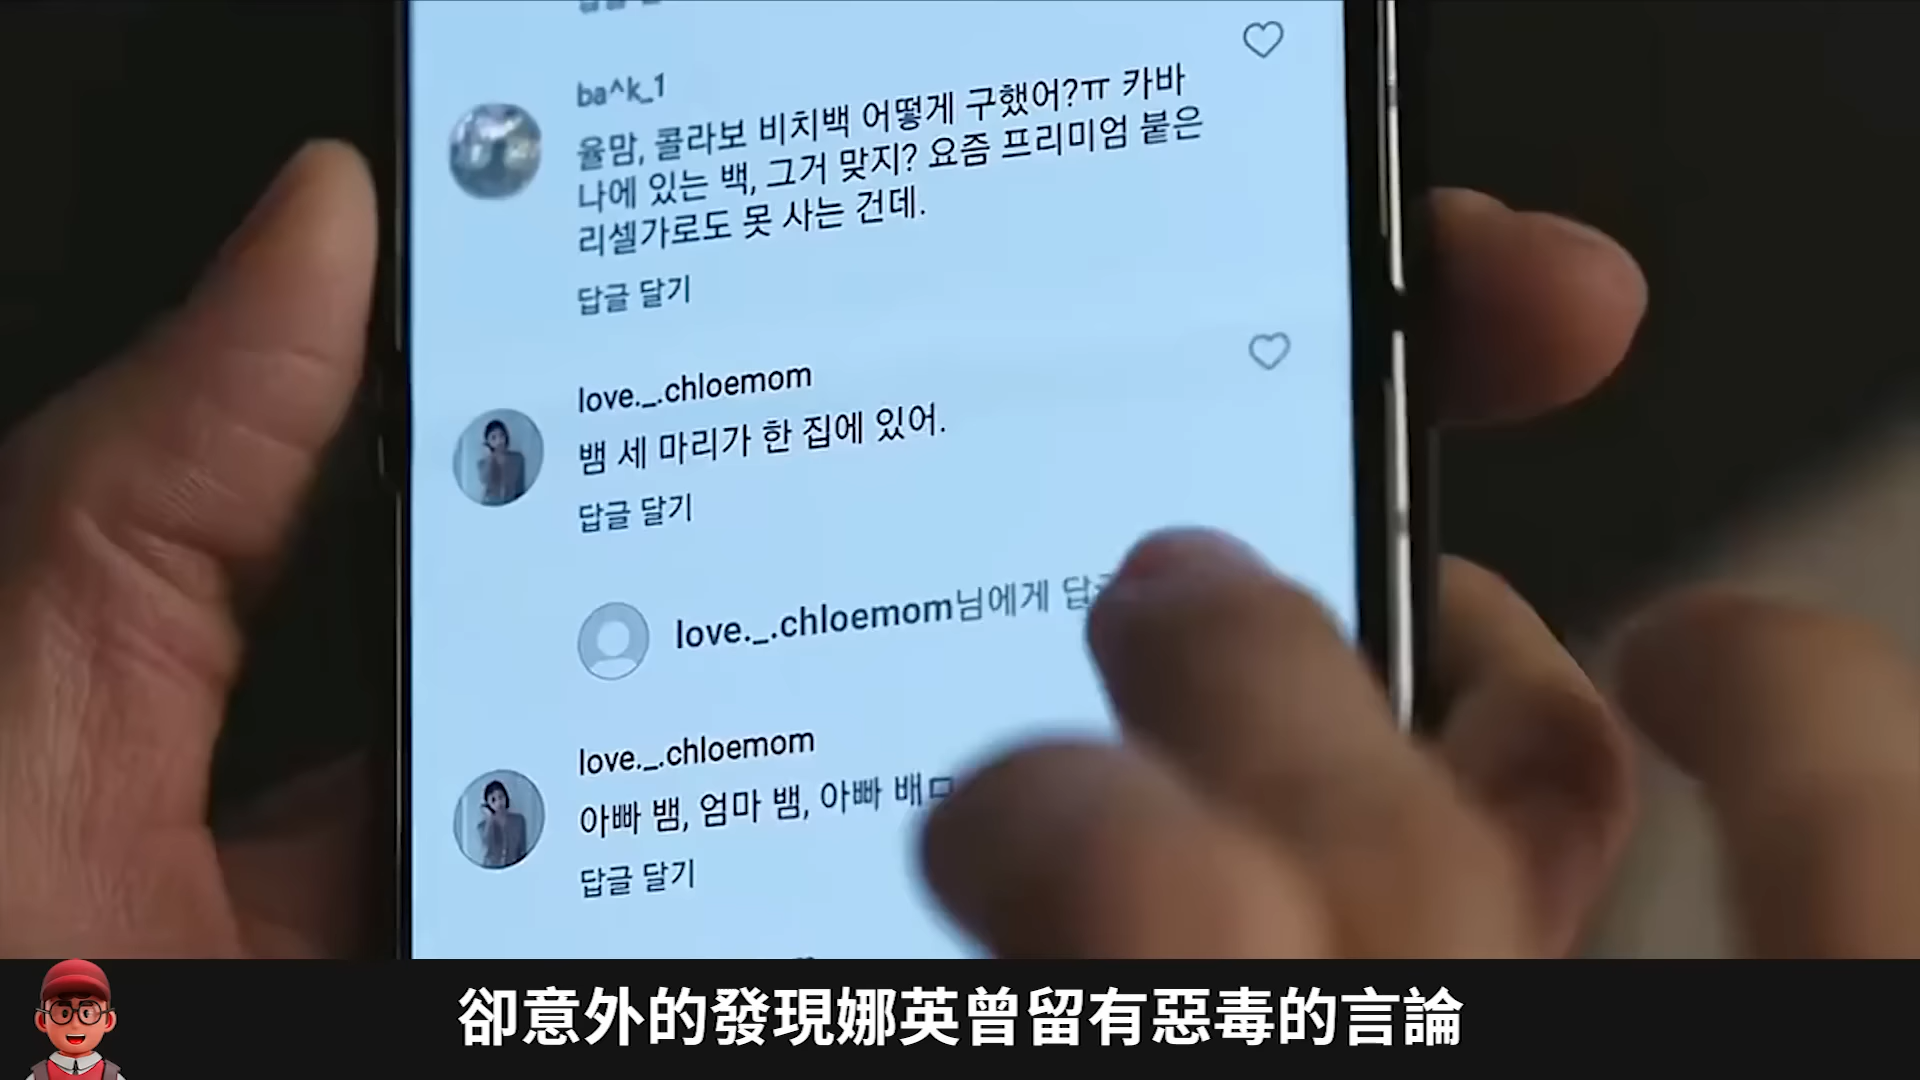 ba^k_1
율맘, 콜라보 비치백 어떻게 구했어?ㅠ 카바
나에 있는 백, 그거 맞지? 요즘 프리미엄 붙은
리셀가로도 못 사는 건데.
답글 달기
love._.chloemom
뱀 세 마리가 한 집에 있어.
답글 달기
love._.chloemom님에게
love._.chloemom
아빠 뱀, 엄마 뱀, 아빠
답글 달기
卻意外的發現娜英曾留有惡毒的言論